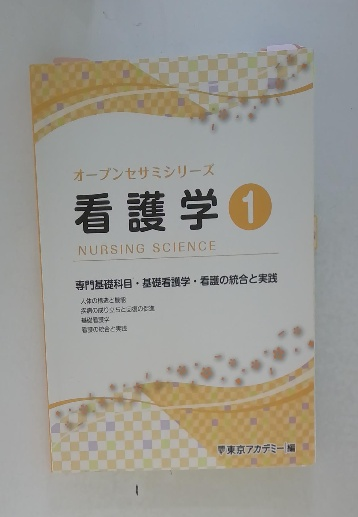 オープンセサミシリーズ
看護学 1
NURSING SCIENCE
専門基礎科目・基礎看護学・看護の統合と実践
人体の構造と機能
疾病の成り立ちと回復の促進
基礎看護学
看護の統合と実践
東京アカデミー 編